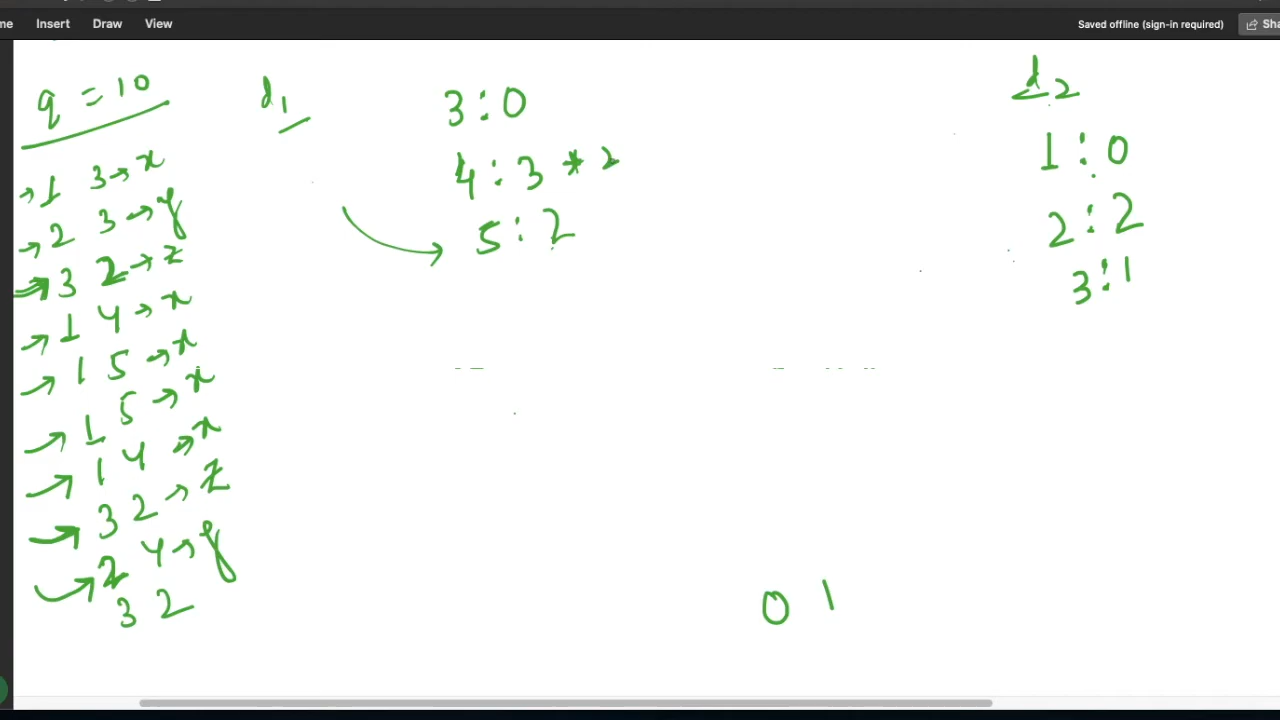 me Insert Draw View Saved offline (sign-in required) Sha
q = 10
d1
3 : 0
d2
→ 1 3 → x
4 : 3 * 2
1 : 0
→ 2 3 → y
5 : 2
2 : 2
→ 3 2 → z
3 : 1
→ 1 4 → x
→ 1 5 → x
→ 1 5 → x
→ 1 4 → x
→ 3 2 → z
→ 2 4 → y
3 2
0 1